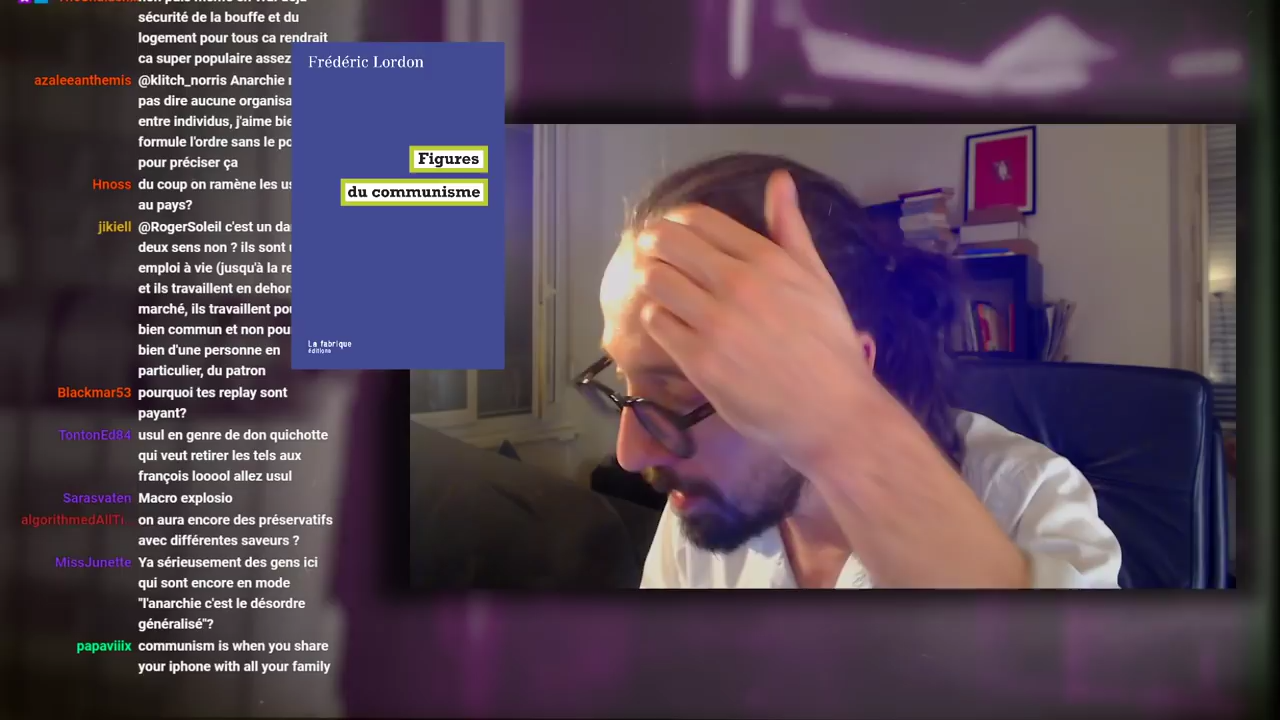 sécurité de la bouffe et du
logement pour tous ca rendrait
ca super populaire assez
azaleeanthemis @klitch_norris Anarchie
pas dire aucune organisa
entre individus, j'aime bie
formule l'ordre sans le po
pour préciser ça
Hnoss du coup on ramène les us
au pays?
jikiell @RogerSoleil c'est un da
deux sens non ? ils sont
emploi à vie (jusqu'à la re
et ils travaillent en dehor
marché, ils travaillent pou
bien commun et non pou
bien d'une personne en
particulier, du patron
Blackmar53 pourquoi tes replay sont
payant?
TontonEd84 usul en genre de don quichotte
qui veut retirer les tels aux
françois looool allez usul
Sarasvaten Macro explosio
algorithmedAllTi... on aura encore des préservatifs
avec différentes saveurs ?
MissJunette Ya sérieusement des gens ici
qui sont encore en mode
"l'anarchie c'est le désordre
généralisé"?
papaviiix communism is when you share
your iphone with all your family
Frédéric Lordon
Figures
du communisme
La fabrique
éditions